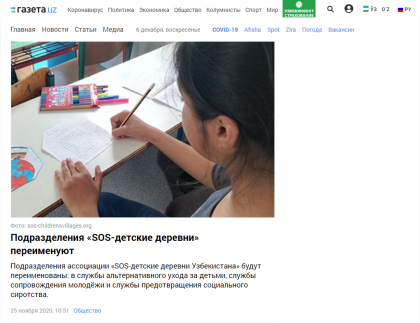 газета.uz
Коронавирус Политика Экономика Общество Колумнисты Спорт Мир
УЗБЕКИНВЕСТ
СТРАХОВАНИЕ
ЎЗ O'Z РУ
Главная Новости Статьи Медиа 6 декабря, воскресенье COVID-19 Afisha Spot Zira Погода Вакансии
Фото: sos-childrensvillages.org
Подразделения «SOS-детские деревни»
переименуют
Подразделения ассоциации «SOS-детские деревни Узбекистана» будут
переименованы: в службы альтернативного ухода за детьми, службы
сопровождения молодёжи и службы предотвращения социального
сиротства.
25 ноября 2020, 10:51 Общество